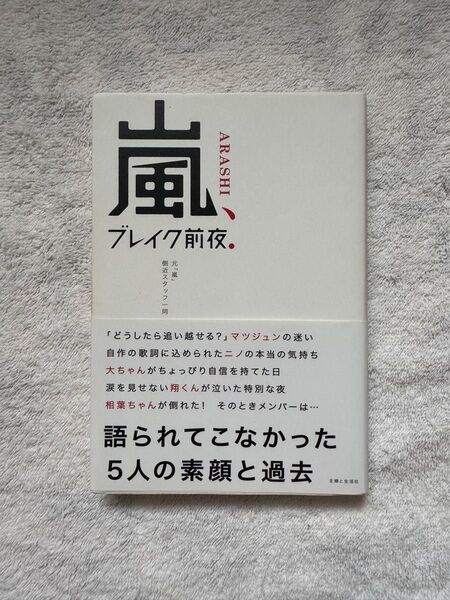 嵐、
ARASHI
ブレイク前夜.
元「嵐」
側近スタッフ一同
「どうしたら追い越せる?」マツジュンの迷い
自作の歌詞に込められたニノの本当の気持ち
大ちゃんがちょっぴり自信を持てた日
涙を見せない翔くんが泣いた特別な夜
相葉ちゃんが倒れた! そのときメンバーは…
語られてこなかった
5人の素顔と過去
主婦と生活社